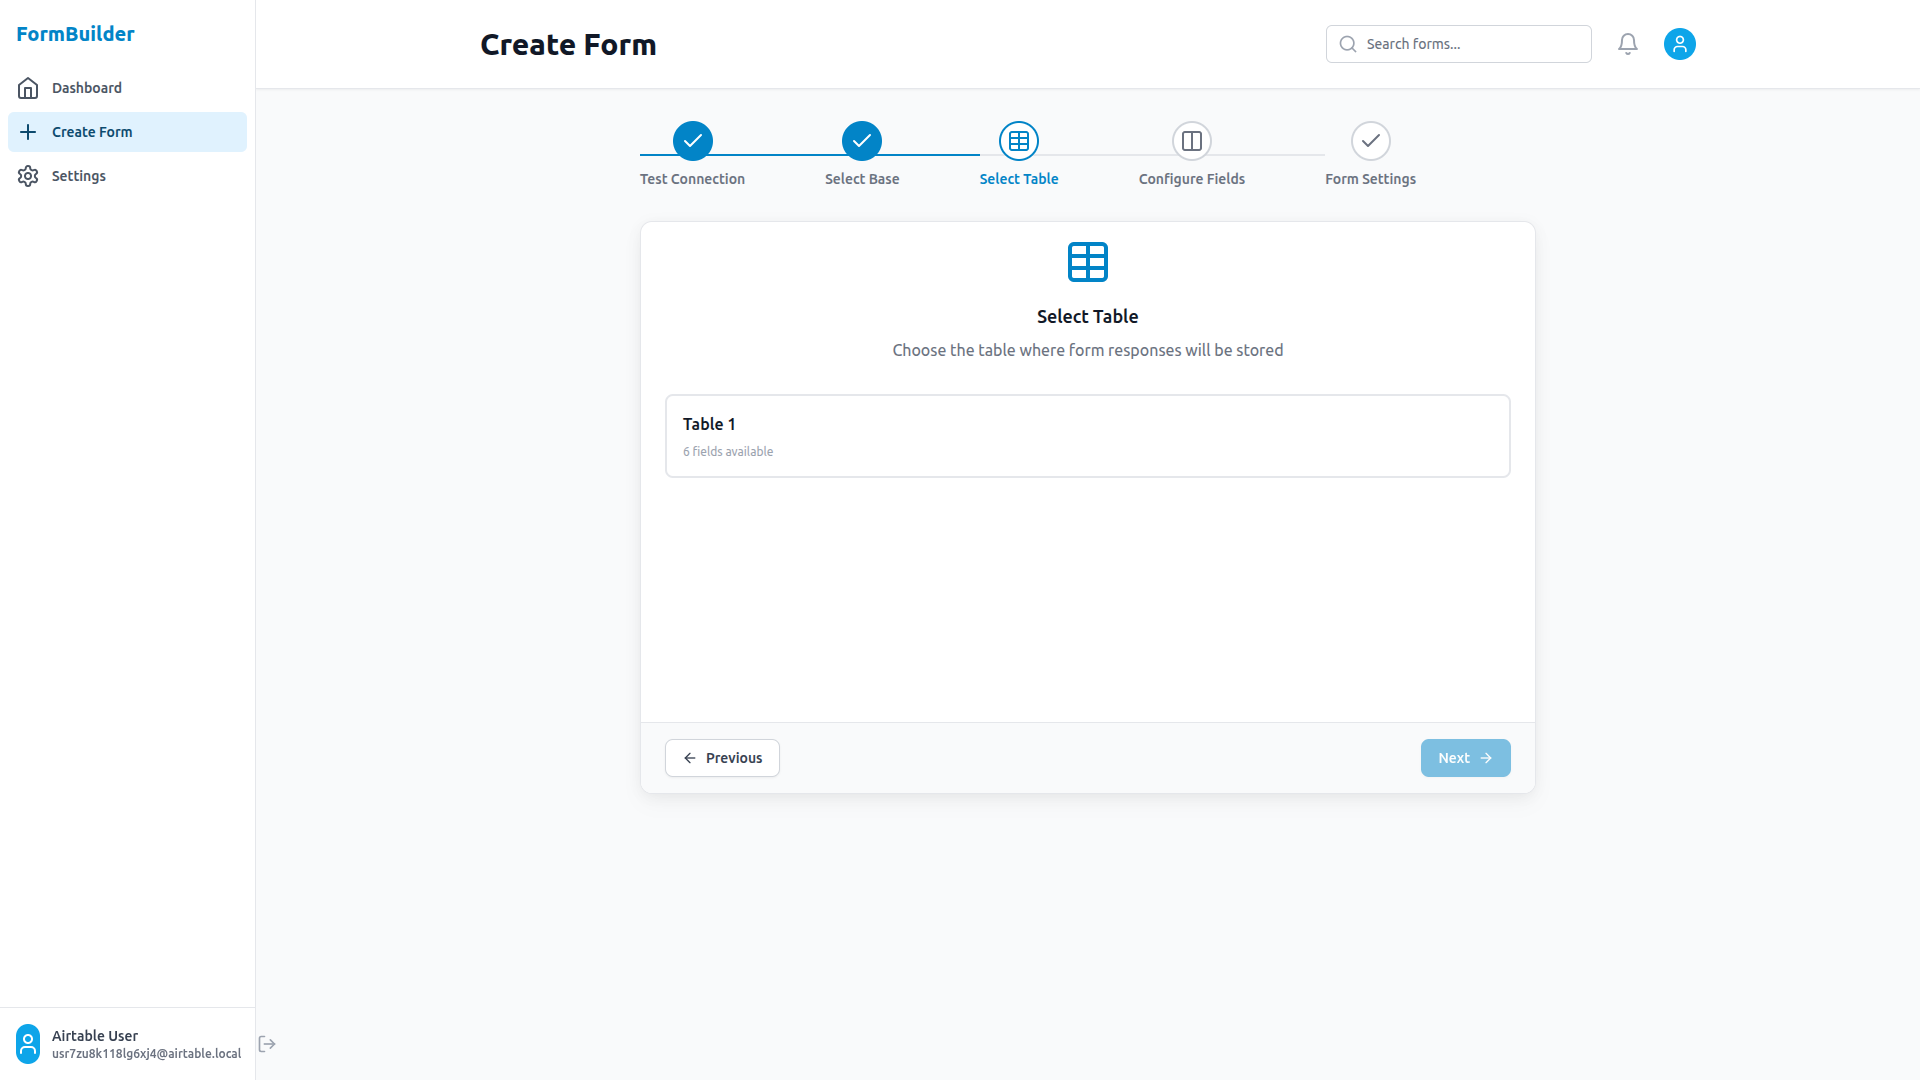 FormBuilder
Dashboard
Create Form
Settings
Create Form
Search forms...
Test Connection
Select Base
Select Table
Configure Fields
Form Settings
Select Table
Choose the table where form responses will be stored
Table 1
6 fields available
Previous
Next
Airtable User
usr7zu8k118lg6xj4@airtable.local